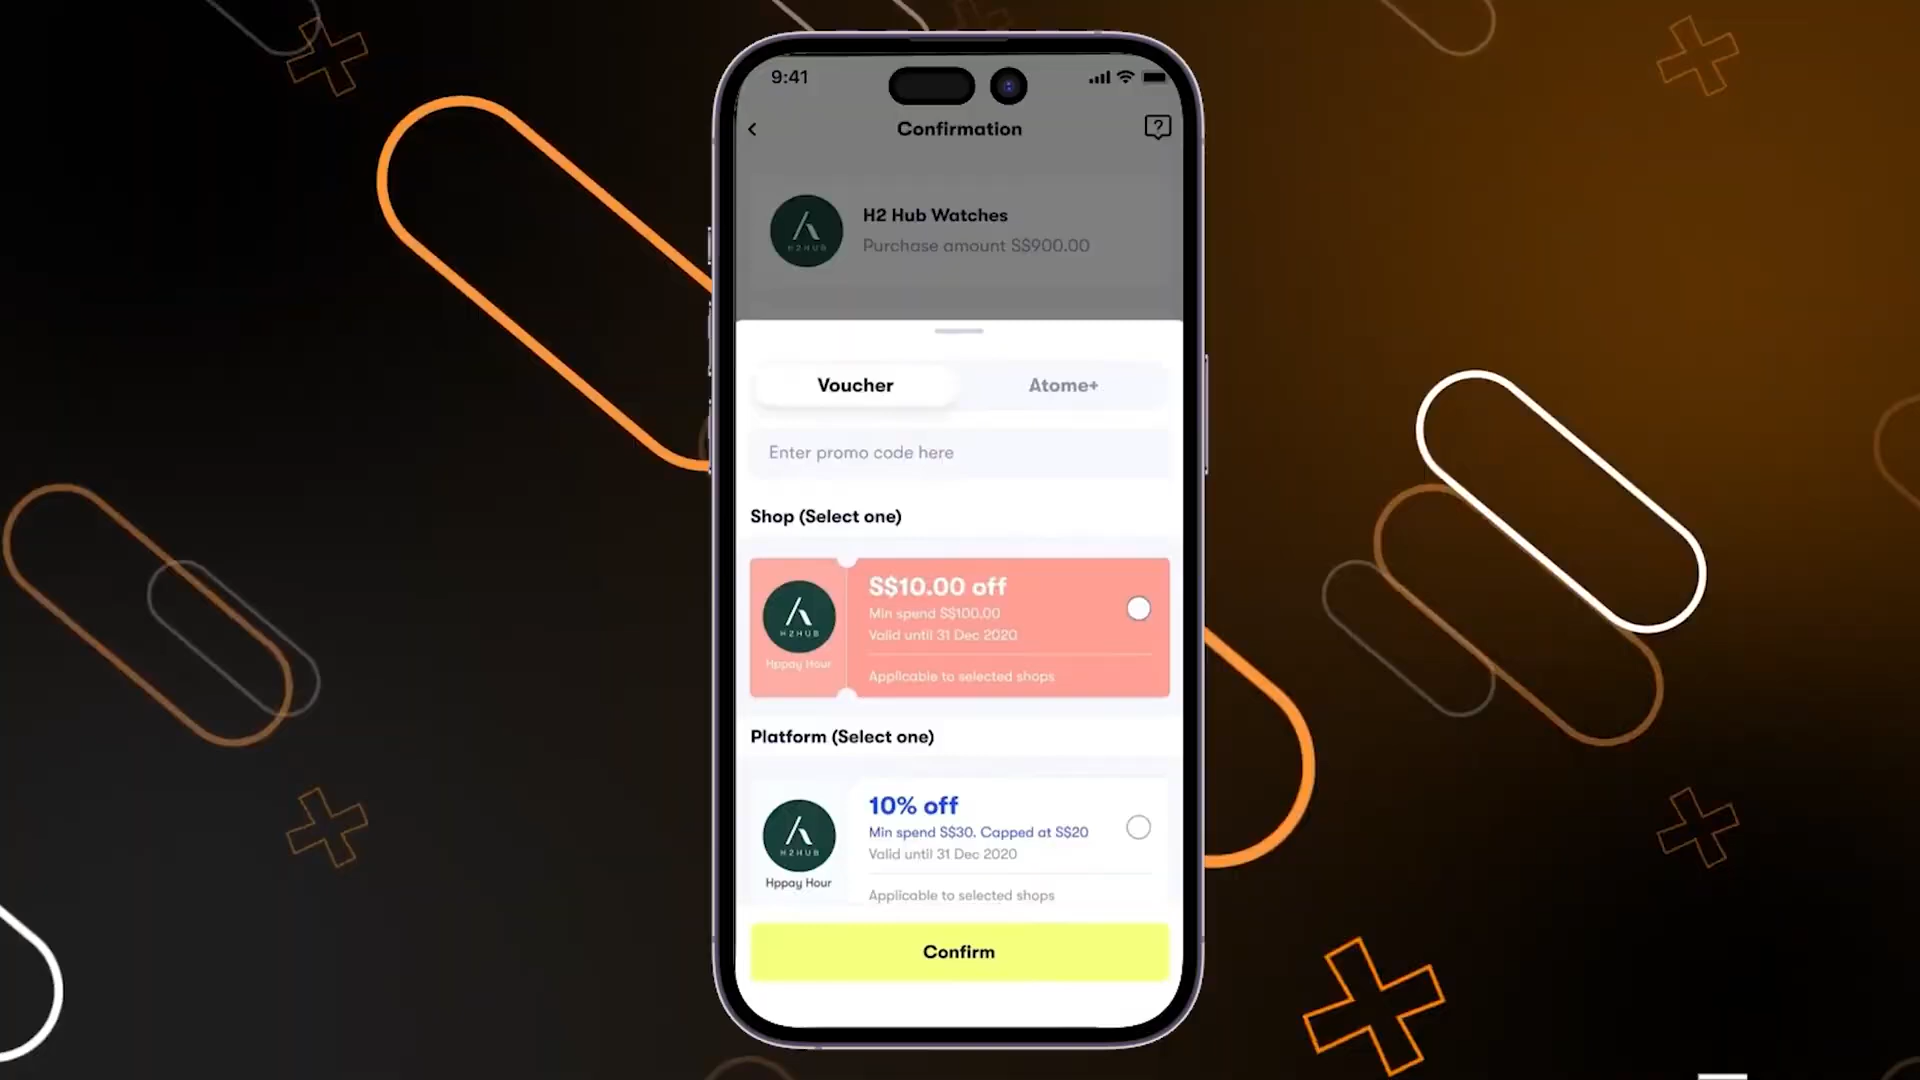 9:41
Confirmation
H2 Hub Watches
Purchase amount S$900.00
H2HUB
Voucher
Atome+
Enter promo code here
Shop (Select one)
S$10.00 off
Min spend S$100.00
Valid until 31 Dec 2020
H2HUB
Hppay Hour
Applicable to selected shops
Platform (Select one)
10% off
Min spend S$30. Capped at S$20
Valid until 31 Dec 2020
H2HUB
Hppay Hour
Applicable to selected shops
Confirm